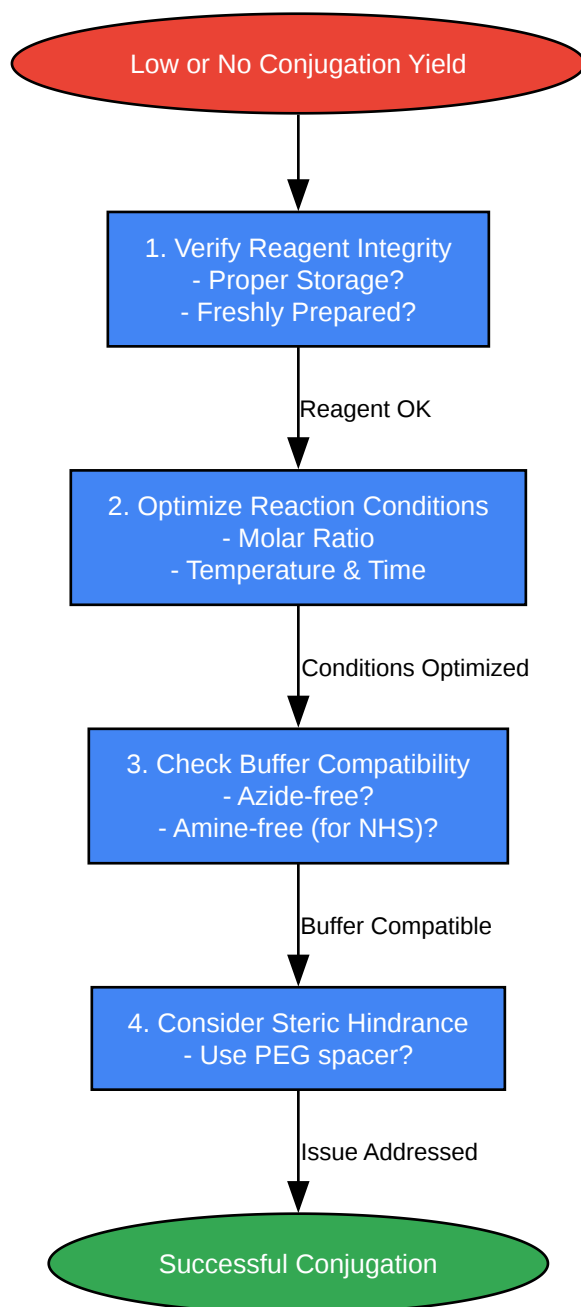 Low or No Conjugation Yield
1. Verify Reagent Integrity
- Proper Storage?
- Freshly Prepared?
Reagent OK
2. Optimize Reaction Conditions
- Molar Ratio
- Temperature & Time
Conditions Optimized
3. Check Buffer Compatibility
- Azide-free?
- Amine-free (for NHS)?
Buffer Compatible
4. Consider Steric Hindrance
- Use PEG spacer?
Issue Addressed
Successful Conjugation